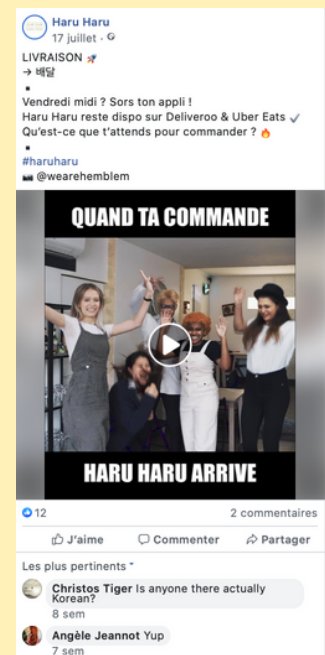 Haru Haru
17 juillet ·
LIVRAISON 🚀
→ 배달
▪
Vendredi midi ? Sors ton appli !
Haru Haru reste dispo sur Deliveroo & Uber Eats ✓
Qu'est-ce que t'attends pour commander ? 🔥
▪
#haruharu
📷 @wearehemblem
QUAND TA COMMANDE
HARU HARU ARRIVE
12
2 commentaires
J'aime
Commenter
Partager
Les plus pertinents
Christos Tiger Is anyone there actually
Korean?
8 sem
Angèle Jeannot Yup
7 sem